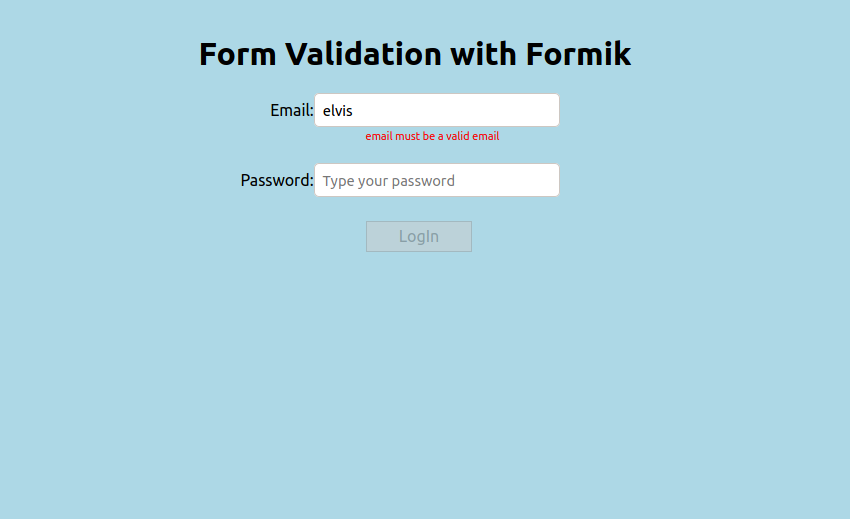 Form Validation with Formik
Email: elvis
email must be a valid email
Password: Type your password
LogIn